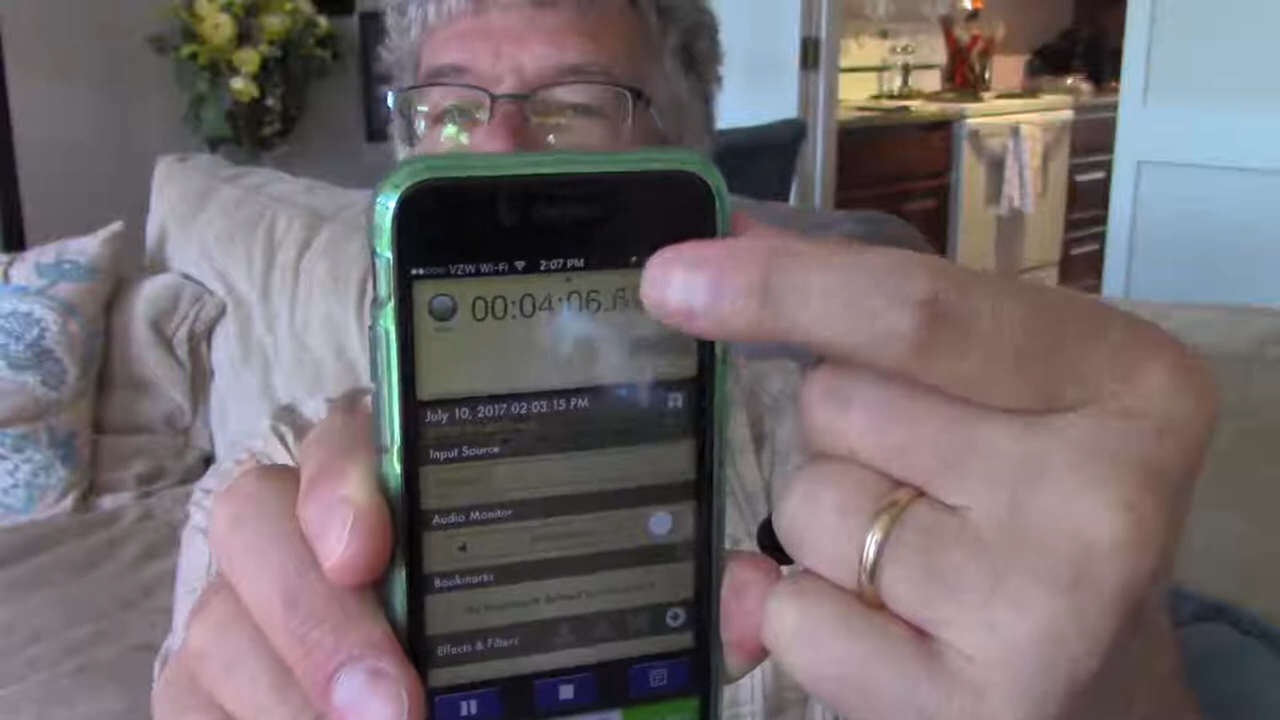 VZW Wi-Fi 2:07 PM
00:04:06.
July 10, 2017 02:03:15 PM
Input Source
Audio Monitor
Bookmarks
Effects & Filters